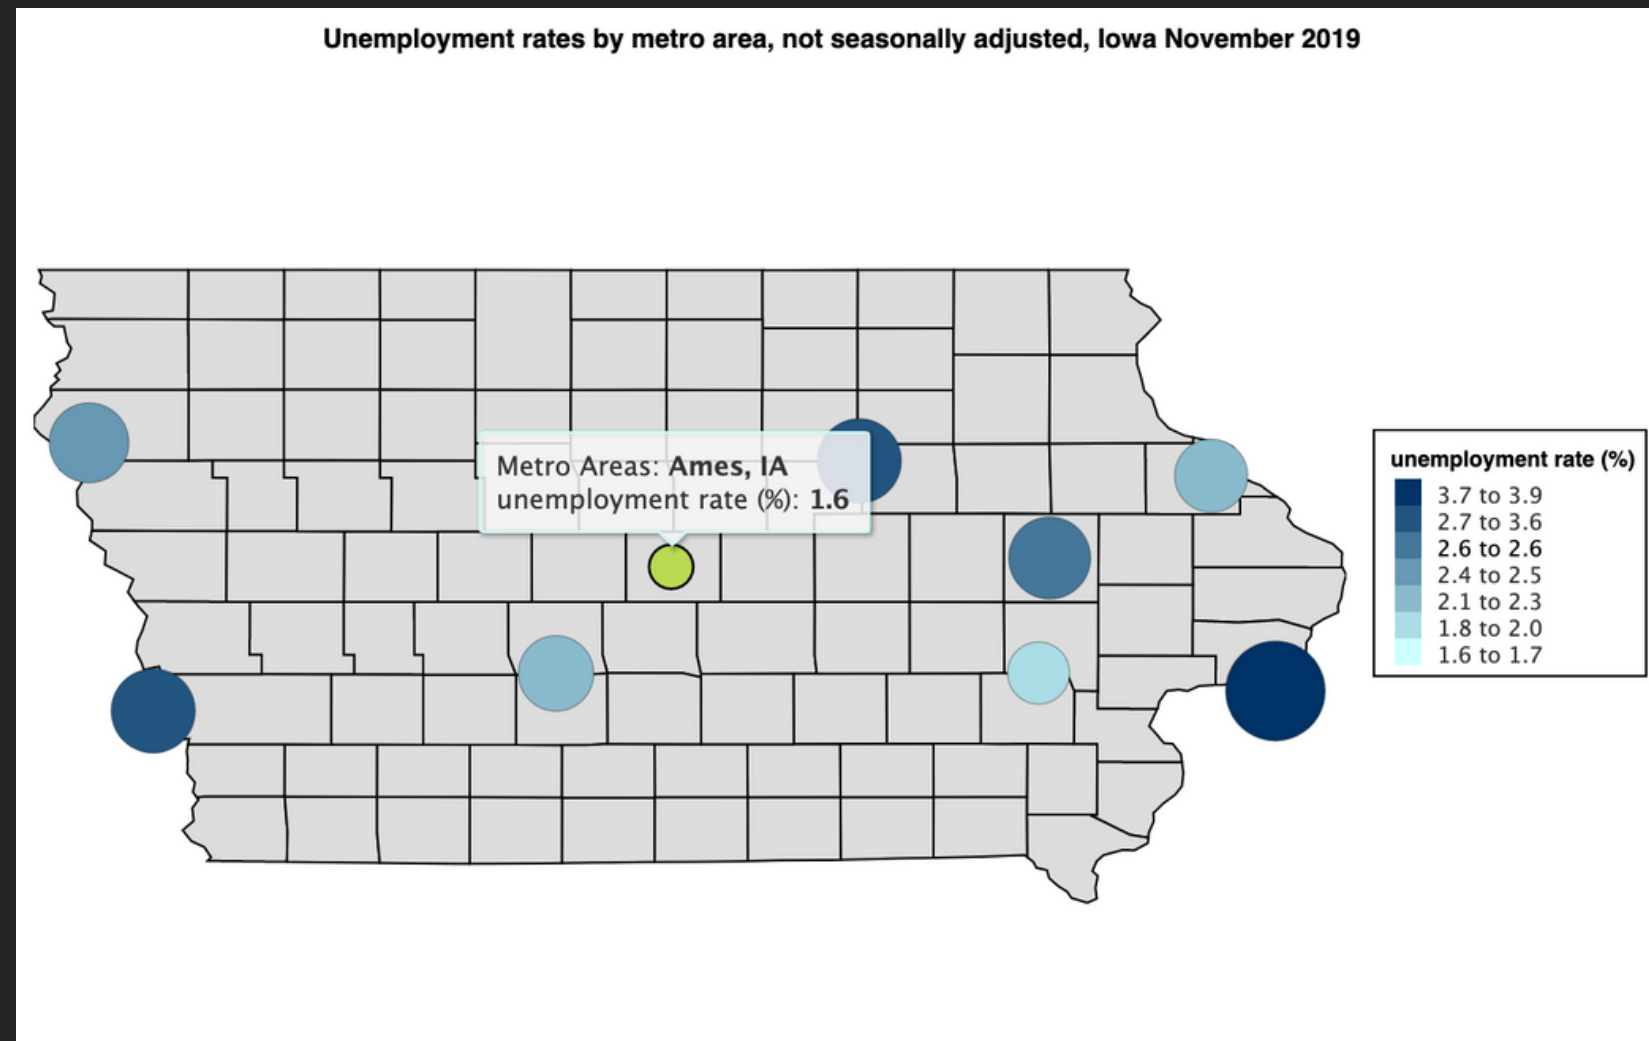 Unemployment rates by metro area, not seasonally adjusted, Iowa November 2019
Metro Areas: Ames, IA
unemployment rate (%): 1.6
unemployment rate (%)
3.7 to 3.9
2.7 to 3.6
2.6 to 2.6
2.4 to 2.5
2.1 to 2.3
1.8 to 2.0
1.6 to 1.7